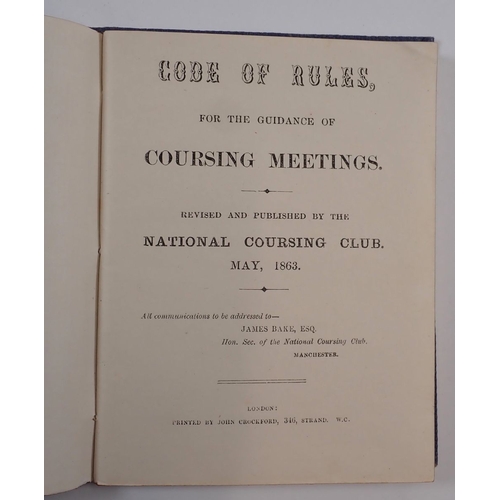 CODE OF RULES,
FOR THE GUIDANCE OF
COURSING MEETINGS.
REVISED AND PUBLISHED BY THE
NATIONAL COURSING CLUB.
MAY, 1863.
All communications to be addressed to—
JAMES BAKE, ESQ.
Hon. Sec. of the National Coursing Club.
MANCHESTER.
LONDON:
PRINTED BY JOHN CROCKFORD, 346, STRAND. W.C.